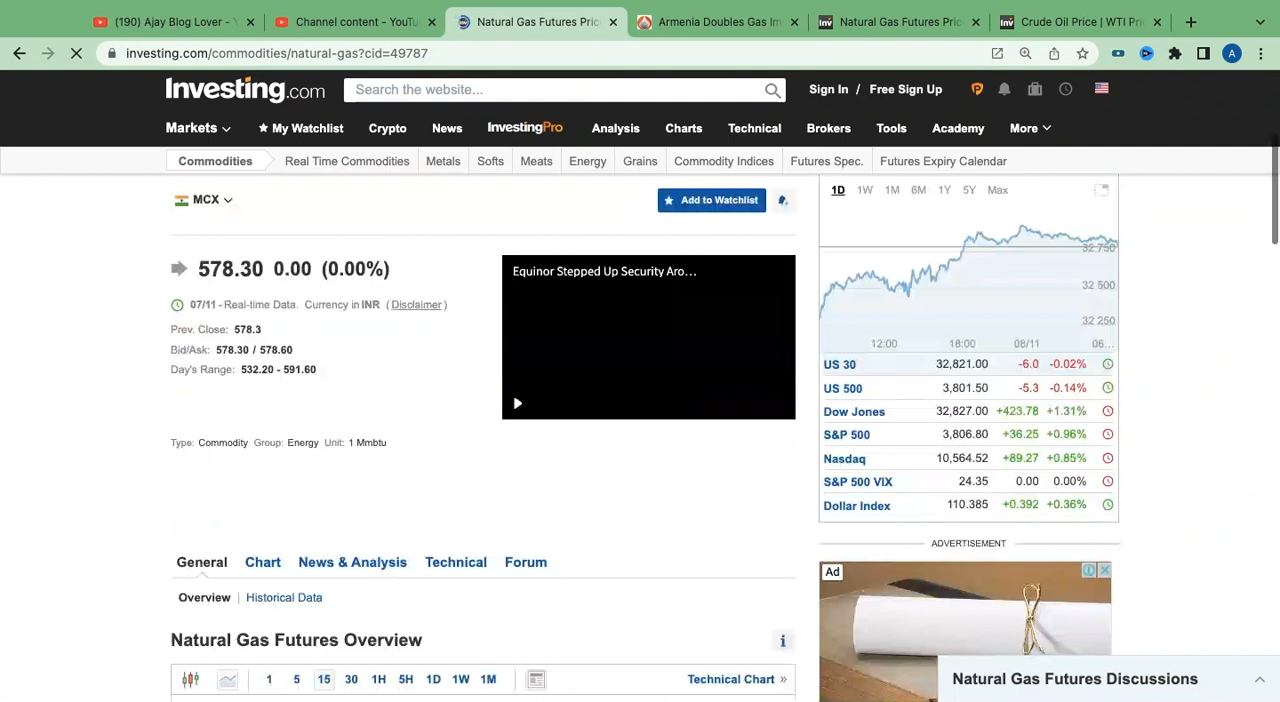 (190) Ajay Blog Lover - Y
Channel content - YouTu
Natural Gas Futures Pric
Armenia Doubles Gas Im
Natural Gas Futures Pric
Crude Oil Price | WTI Pri
investing.com/commodities/natural-gas?cid=49787
A
Investing.com
Search the website...
Sign In / Free Sign Up
Markets My Watchlist Crypto News InvestingPro Analysis Charts Technical Brokers Tools Academy More
Commodities Real Time Commodities Metals Softs Meats Energy Grains Commodity Indices Futures Spec. Futures Expiry Calendar
MCX
Add to Watchlist
578.30 0.00 (0.00%)
07/11 - Real-time Data. Currency in INR (Disclaimer)
Prev. Close: 578.3
Bid/Ask: 578.30 / 578.60
Day's Range: 532.20 - 591.60
Type: Commodity Group: Energy Unit: 1 Mmbtu
Equinor Stepped Up Security Aro...
General Chart News & Analysis Technical Forum
Overview Historical Data
Natural Gas Futures Overview
1 5 15 30 1H 5H 1D 1W 1M
Technical Chart »
1D 1W 1M 6M 1Y 5Y Max
32 750
32 500
32 250
12:00 18:00 08/11 06...
US 30 32,821.00 -6.0 -0.02%
US 500 3,801.50 -5.3 -0.14%
Dow Jones 32,827.00 +423.78 +1.31%
S&P 500 3,806.80 +36.25 +0.96%
Nasdaq 10,564.52 +89.27 +0.85%
S&P 500 VIX 24.35 0.00 0.00%
Dollar Index 110.385 +0.392 +0.36%
ADVERTISEMENT
Ad
Natural Gas Futures Discussions